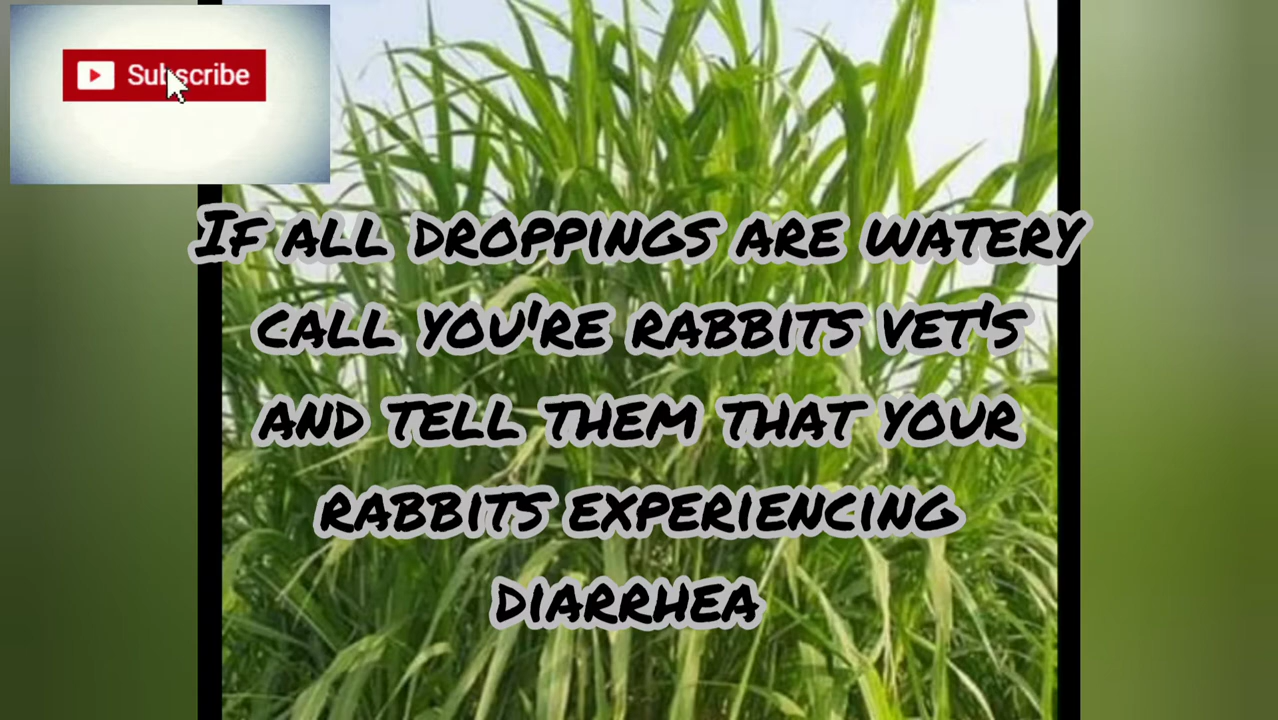 Subscribe
If all droppings are watery
call you're rabbits vet's
and tell them that your
rabbits experiencing
diarrhea